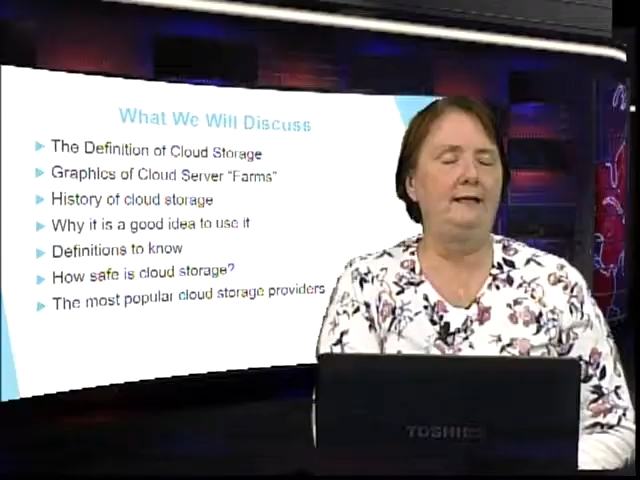 What We Will Discuss
The Definition of Cloud Storage
Graphics of Cloud Server "Farms"
History of cloud storage
Why it is a good idea to use it
Definitions to know
How safe is cloud storage?
The most popular cloud storage providers
TOSHIBA